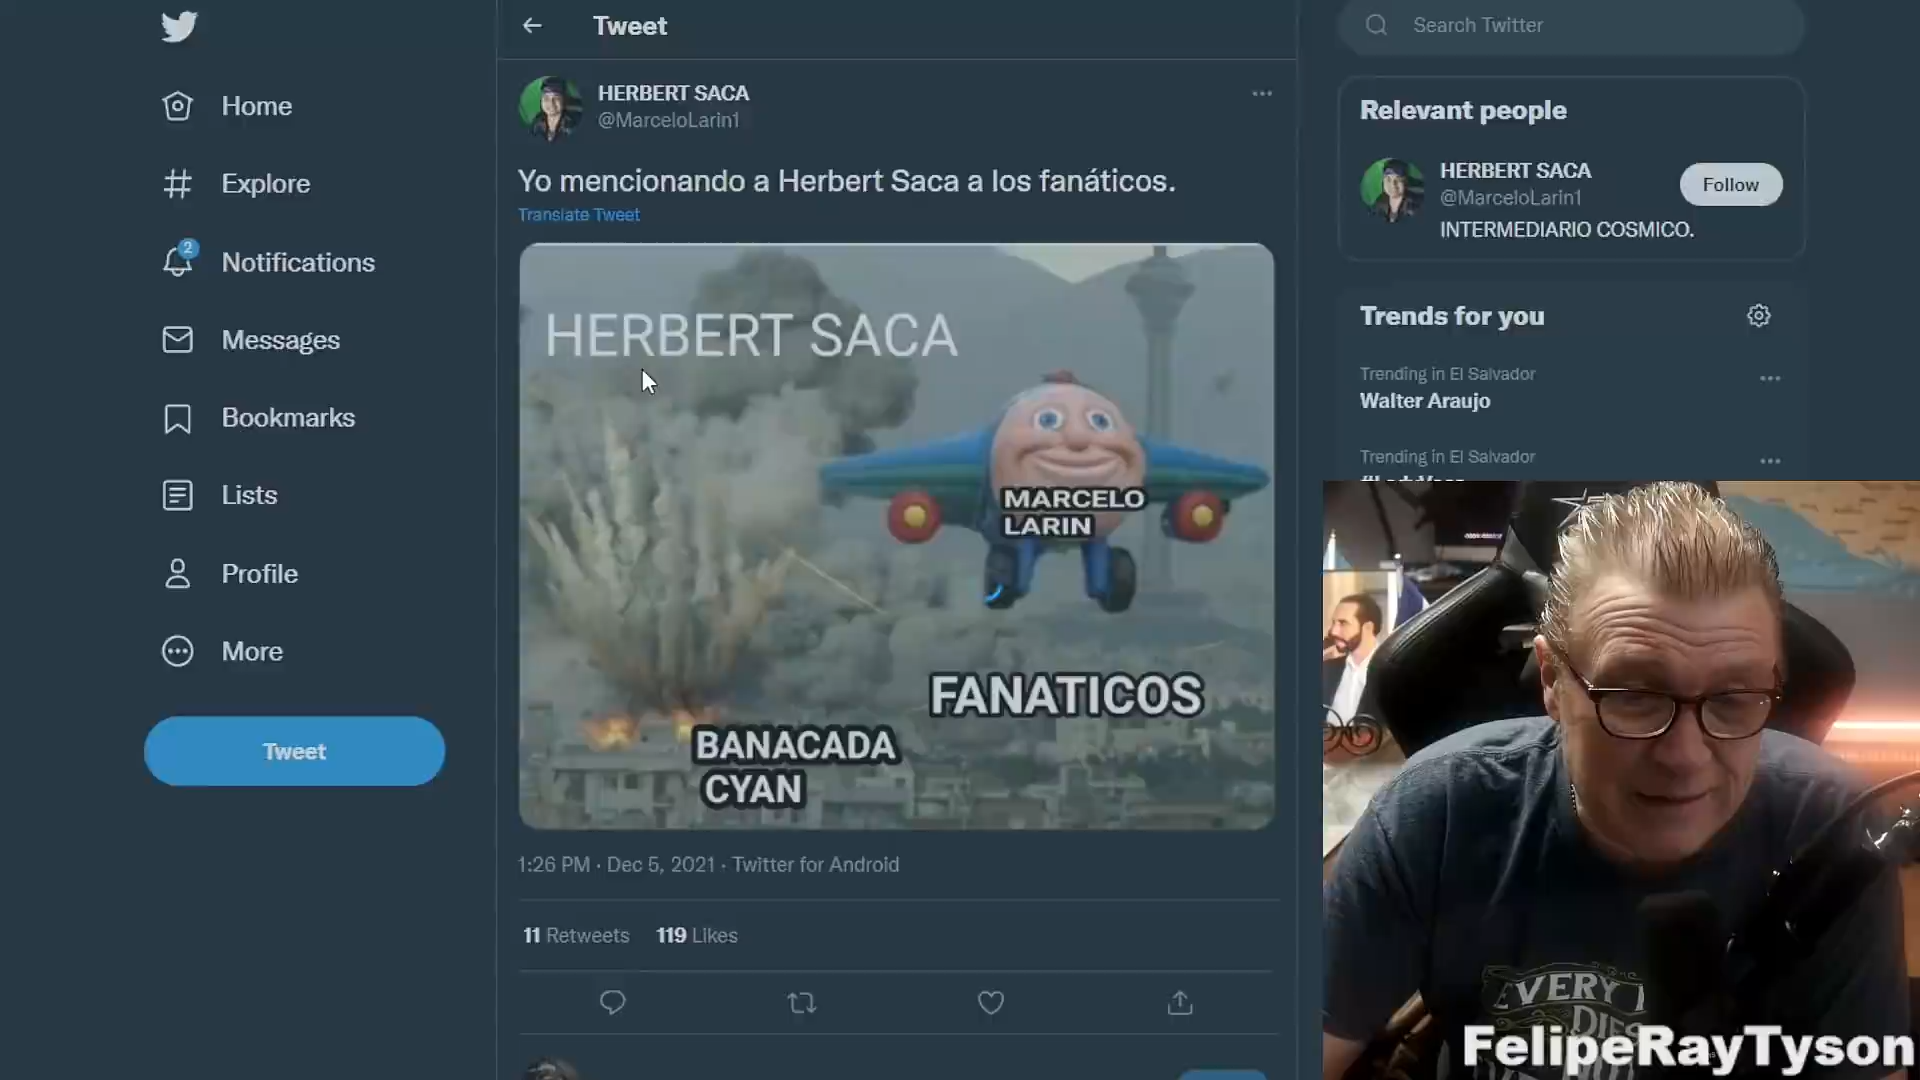 Tweet
Search Twitter
Home
Explore
2
Notifications
Messages
Bookmarks
Lists
Profile
More
Tweet
HERBERT SACA
@MarceloLarin1
Yo mencionando a Herbert Saca a los fanáticos.
Translate Tweet
HERBERT SACA
MARCELO
LARIN
FANATICOS
BANACADA
CYAN
1:26 PM · Dec 5, 2021 · Twitter for Android
11 Retweets 119 Likes
Relevant people
HERBERT SACA
@MarceloLarin1
Follow
INTERMEDIARIO COSMICO.
Trends for you
Trending in El Salvador
Walter Araujo
Trending in El Salvador
EVERY
DIES
FelipeRayTyson